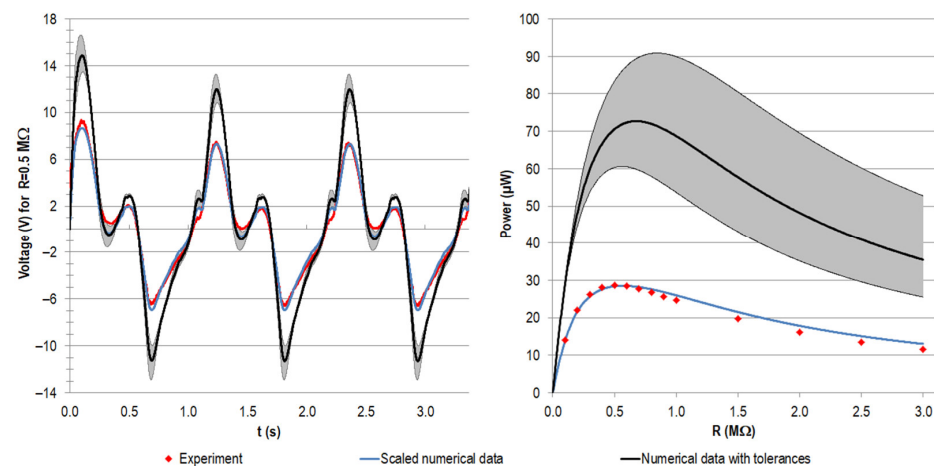 Voltage (V) for R=0.5 MΩ
18
14
10
6
2
−2
−6
−10
−14
0.0 0.5 1.0 1.5 2.0 2.5 3.0
t (s)
Power (µW)
100
90
80
70
60
50
40
30
20
10
0
0.0 0.5 1.0 1.5 2.0 2.5 3.0
R (MΩ)
Experiment Scaled numerical data Numerical data with tolerances